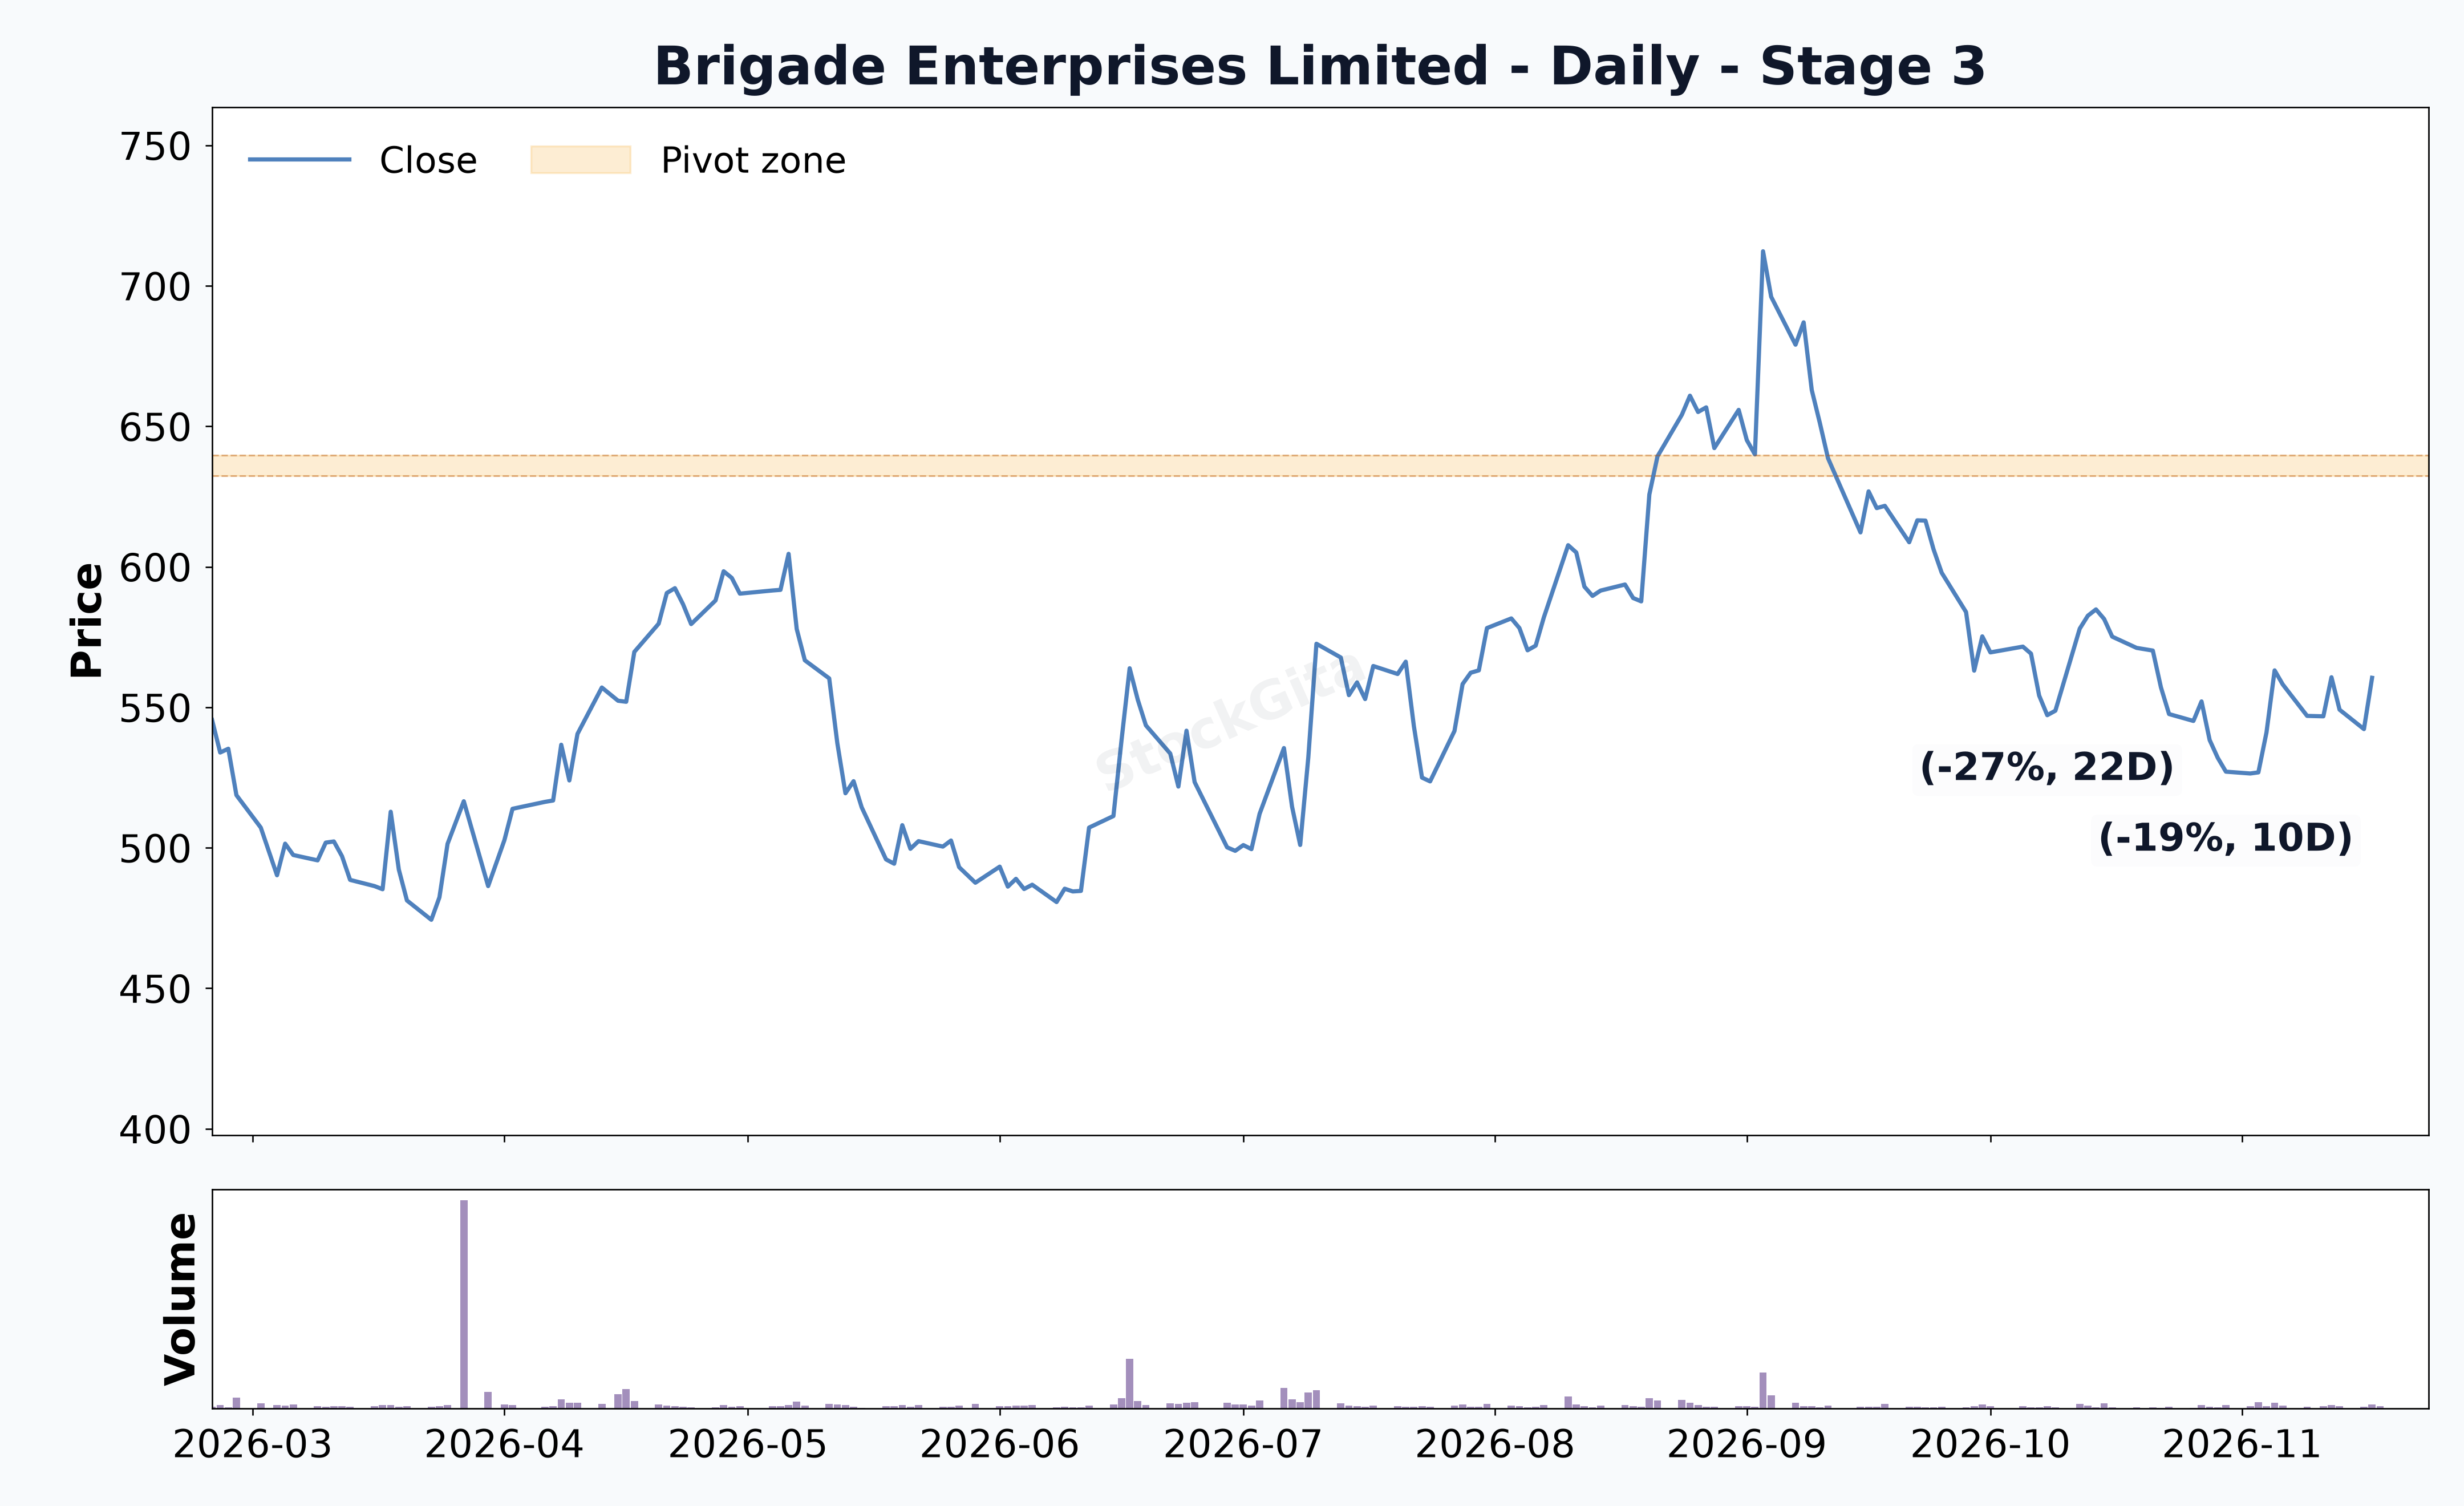 Brigade Enterprises Limited - Daily - Stage 3
Close
Pivot zone
Price
750
700
650
600
550
500
450
400
StockGita
(-27%, 22D)
(-19%, 10D)
Volume
2026-03
2026-04
2026-05
2026-06
2026-07
2026-08
2026-09
2026-10
2026-11